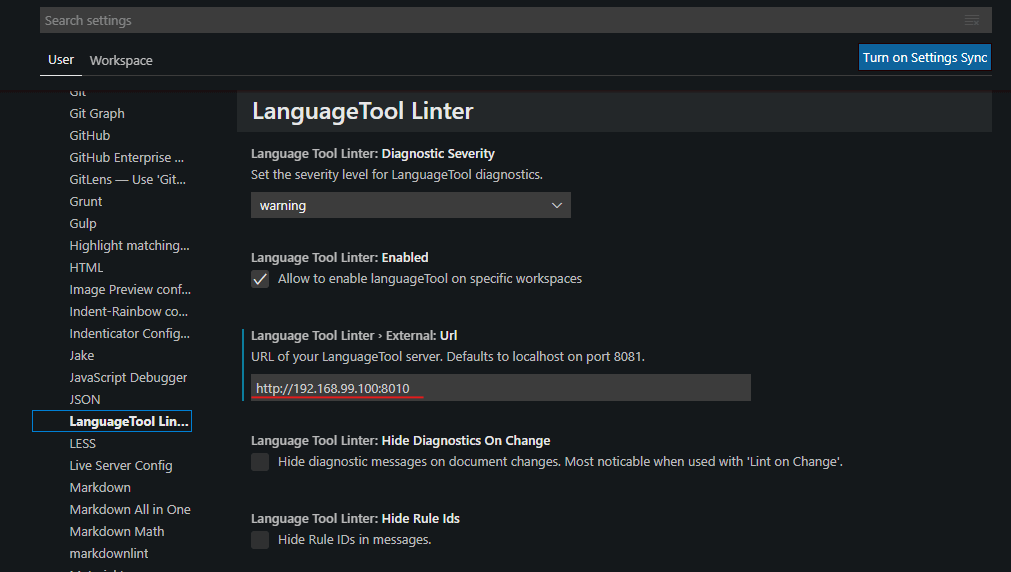 Search settings
User
Workspace
Turn on Settings Sync
Git
Git Graph
GitHub
GitHub Enterprise ...
GitLens — Use 'Git...
Grunt
Gulp
Highlight matching...
HTML
Image Preview conf...
Indent-Rainbow co...
Indenticator Config...
Jake
JavaScript Debugger
JSON
LanguageTool Lin...
LESS
Live Server Config
Markdown
Markdown All in One
Markdown Math
markdownlint
LanguageTool Linter
Language Tool Linter: Diagnostic Severity
Set the severity level for LanguageTool diagnostics.
warning
Language Tool Linter: Enabled
Allow to enable languageTool on specific workspaces
Language Tool Linter › External: Url
URL of your LanguageTool server. Defaults to localhost on port 8081.
http://192.168.99.100:8010
Language Tool Linter: Hide Diagnostics On Change
Hide diagnostic messages on document changes. Most noticable when used with 'Lint on Change'.
Language Tool Linter: Hide Rule Ids
Hide Rule IDs in messages.